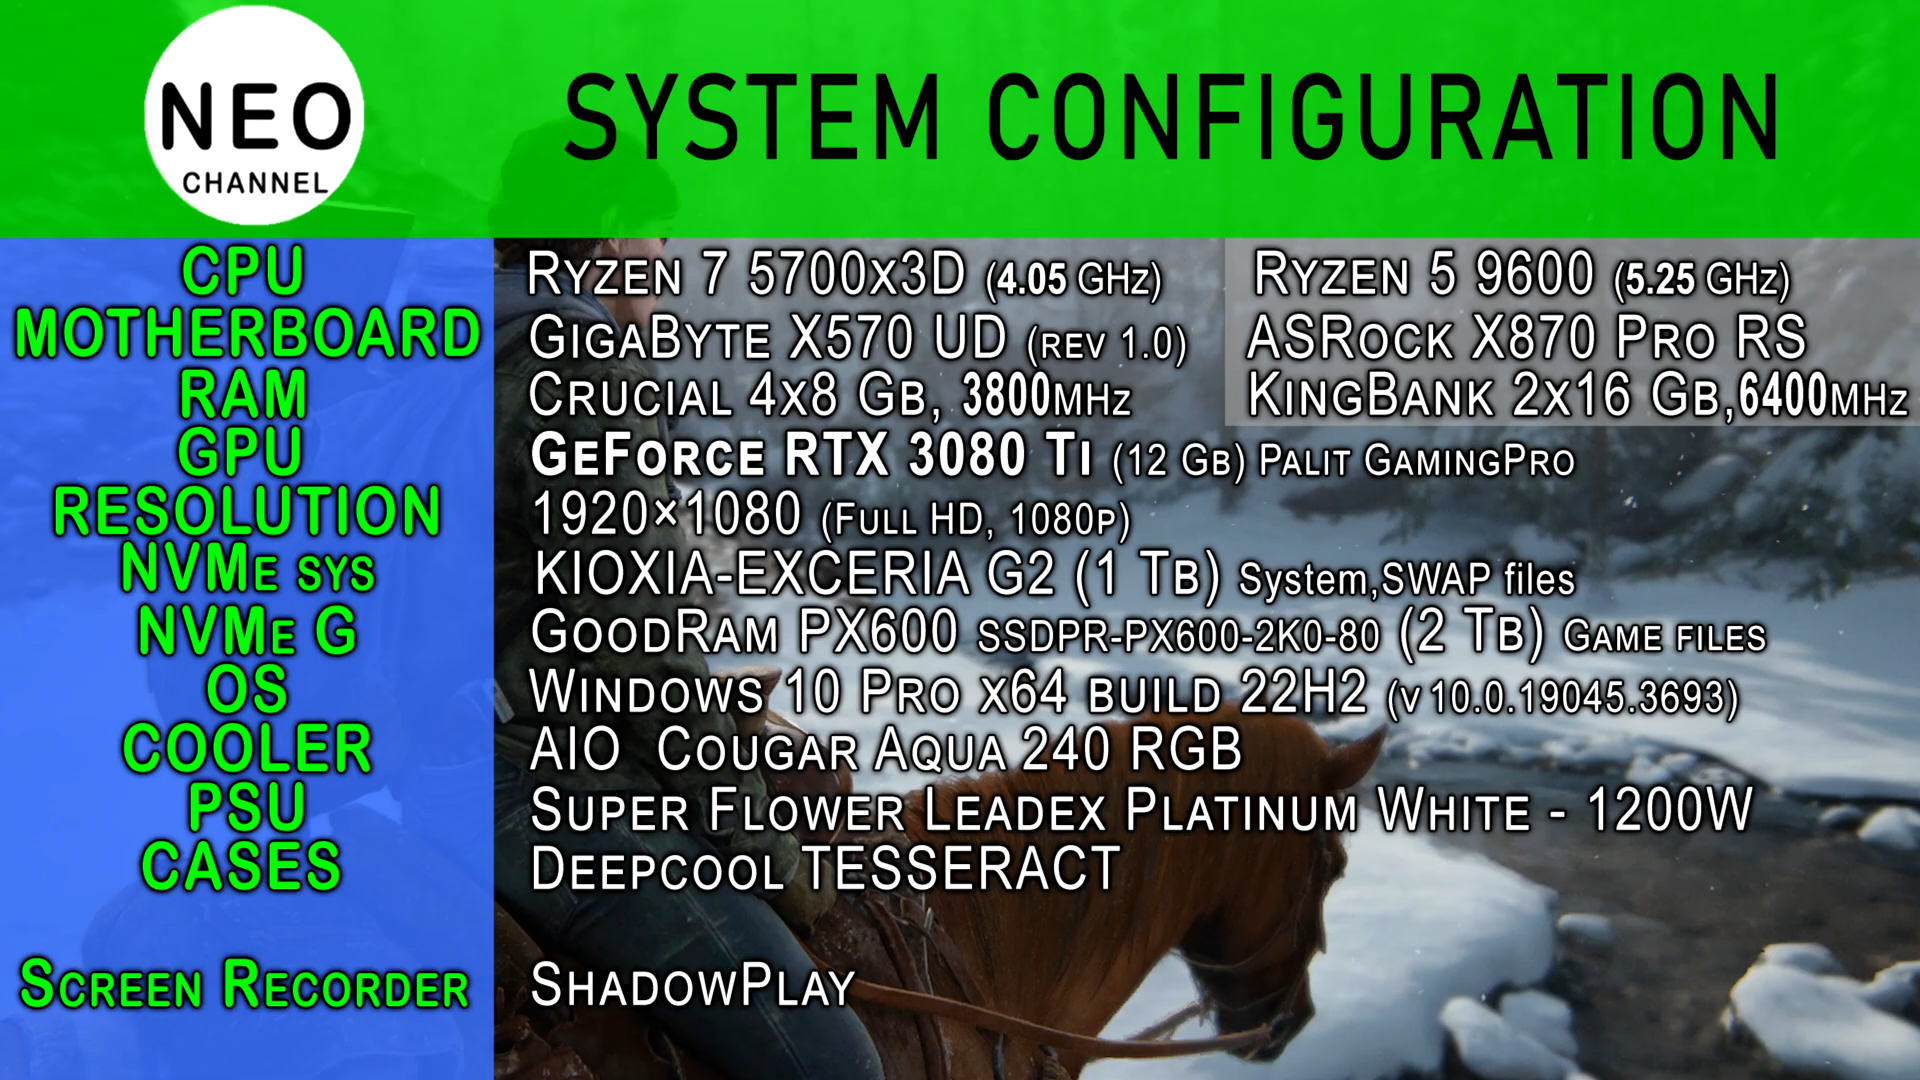 NEO
CHANNEL
SYSTEM CONFIGURATION
CPU Ryzen 7 5700x3D (4.05 GHz) Ryzen 5 9600 (5.25 GHz)
MOTHERBOARD GigaByte X570 UD (rev 1.0) ASRock X870 Pro RS
RAM Crucial 4x8 Gb, 3800MHz KingBank 2x16 Gb,6400MHz
GPU GeForce RTX 3080 Ti (12 Gb) Palit GamingPro
RESOLUTION 1920×1080 (Full HD, 1080p)
NVMe sys KIOXIA-EXCERIA G2 (1 Tb) System,SWAP files
NVMe G GoodRam PX600 SSDPR-PX600-2K0-80 (2 Tb) Game files
OS Windows 10 Pro x64 build 22H2 (v 10.0.19045.3693)
COOLER AIO Cougar Aqua 240 RGB
PSU Super Flower Leadex Platinum White - 1200W
CASES Deepcool TESSERACT
Screen Recorder ShadowPlay